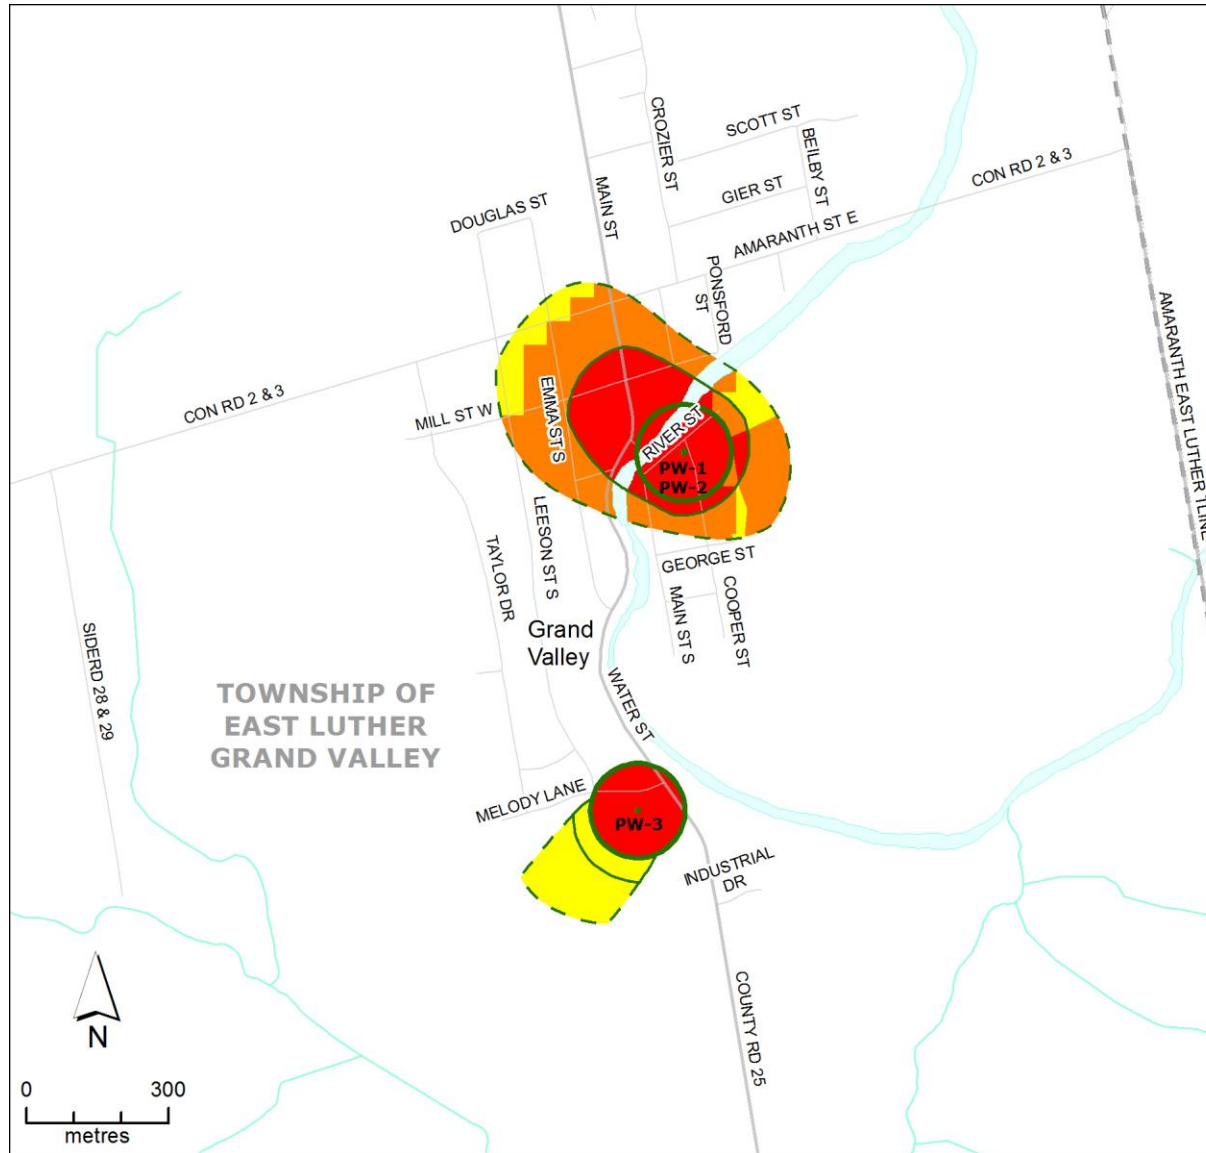 CROZIER ST
SCOTT ST
BEILBY ST
CON RD 2 & 3
GIER ST
MAIN ST
DOUGLAS ST
AMARANTH ST E
PONSFORD
ST
AMARANTH EAST LUTHER TLINE
CON RD 2 & 3
MILL ST W
EMMA ST S
RIVER ST
PW-1
PW-2
LEESON ST S
TAYLOR DR
GEORGE ST
COOPER ST
MAIN ST S
Grand
Valley
SIDERD 28 & 29
TOWNSHIP OF
EAST LUTHER
GRAND VALLEY
WATER ST
MELODY LANE
PW-3
INDUSTRIAL
DR
COUNTY RD 25
N
0 300
metres